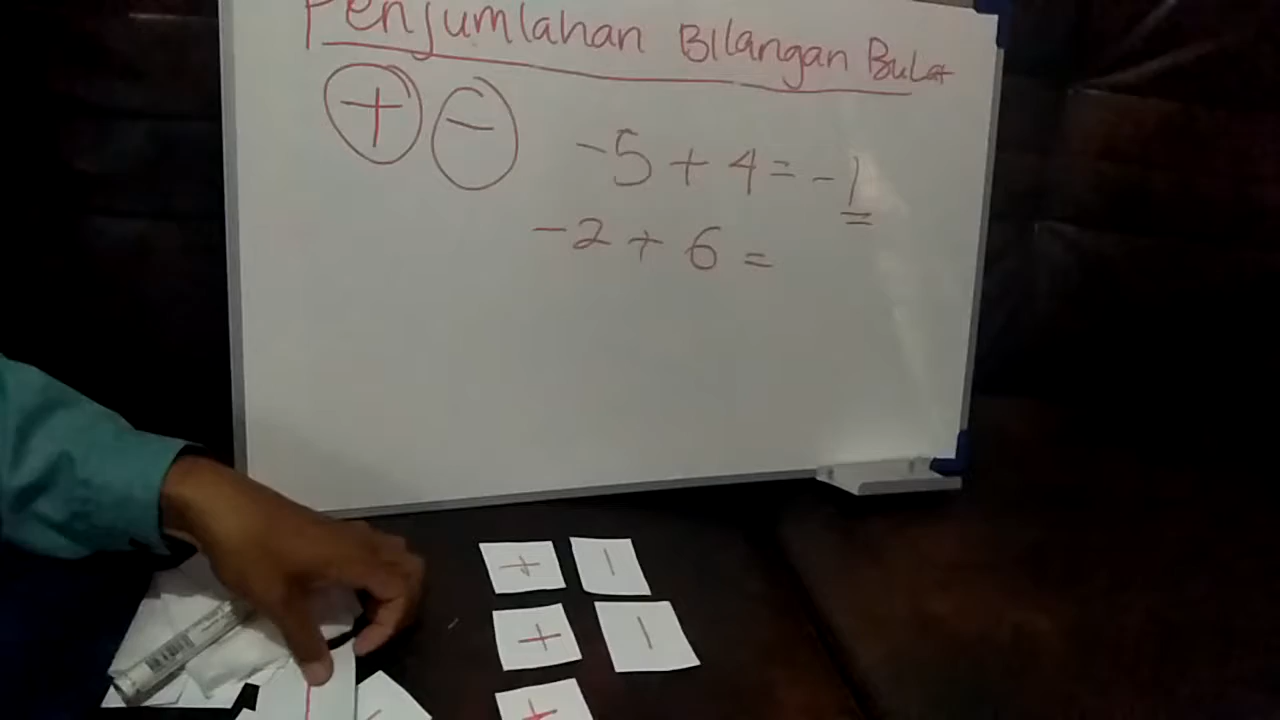 Penjumlahan Bilangan Bulat
+ -
-5 + 4 = -1
-2 + 6 =
+ -
+ -
+